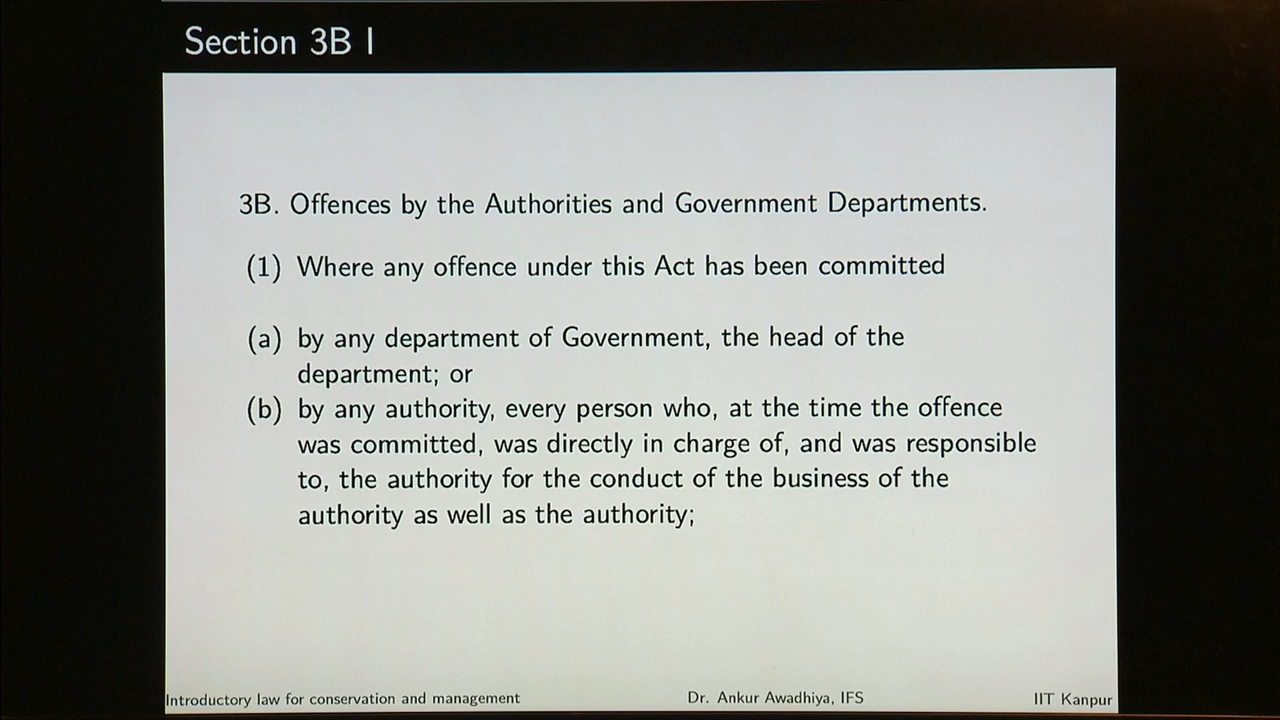 Section 3B I
3B. Offences by the Authorities and Government Departments.
(1) Where any offence under this Act has been committed
(a) by any department of Government, the head of the
department; or
(b) by any authority, every person who, at the time the offence
was committed, was directly in charge of, and was responsible
to, the authority for the conduct of the business of the
authority as well as the authority;
Introductory law for conservation and management Dr. Ankur Awadhiya, IFS IIT Kanpur